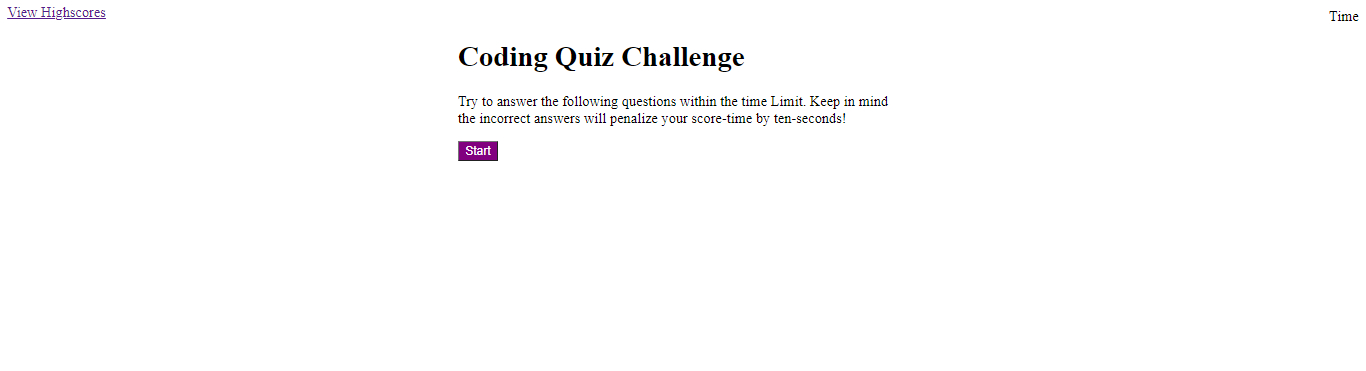 View Highscores
Time
Coding Quiz Challenge
Try to answer the following questions within the time Limit. Keep in mind
the incorrect answers will penalize your score-time by ten-seconds!
Start